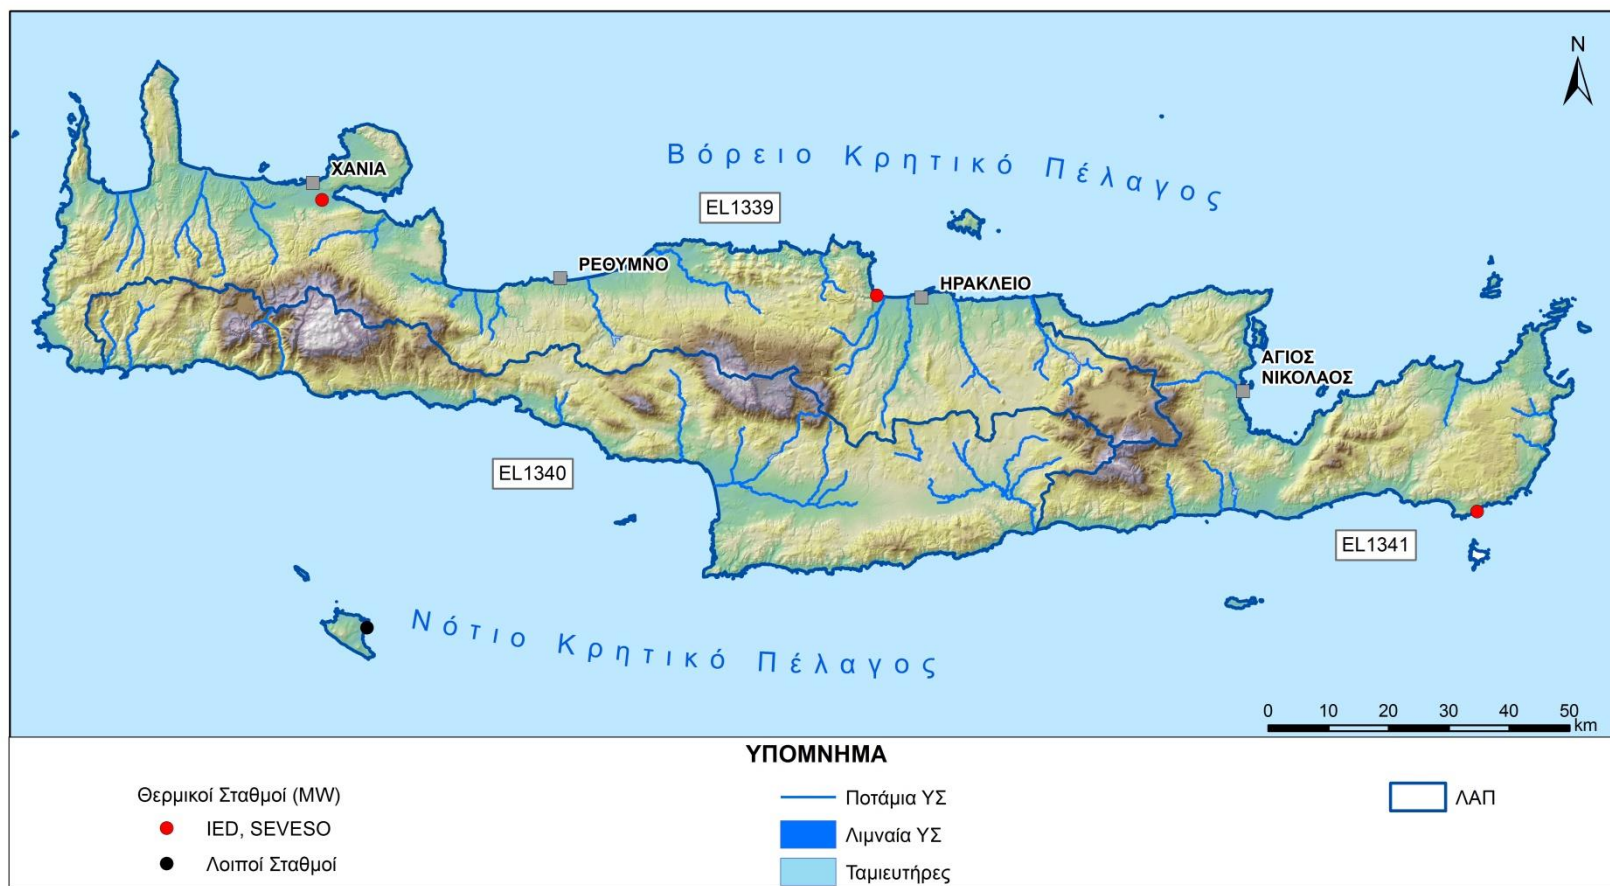 N
Βόρειο Κρητικό Πέλαγος
ΧΑΝΙΑ
EL1339
ΡΕΘΥΜΝΟ
ΗΡΑΚΛΕΙΟ
ΑΓΙΟΣ
ΝΙΚΟΛΑΟΣ
EL1340
EL1341
Νότιο Κρητικό Πέλαγος
0 10 20 30 40 50
km
ΥΠΟΜΝΗΜΑ
Θερμικοί Σταθμοί (MW)
IED, SEVESO
Λοιποί Σταθμοί
Ποτάμια ΥΣ
Λιμναία ΥΣ
Ταμιευτήρες
ΛΑΠ